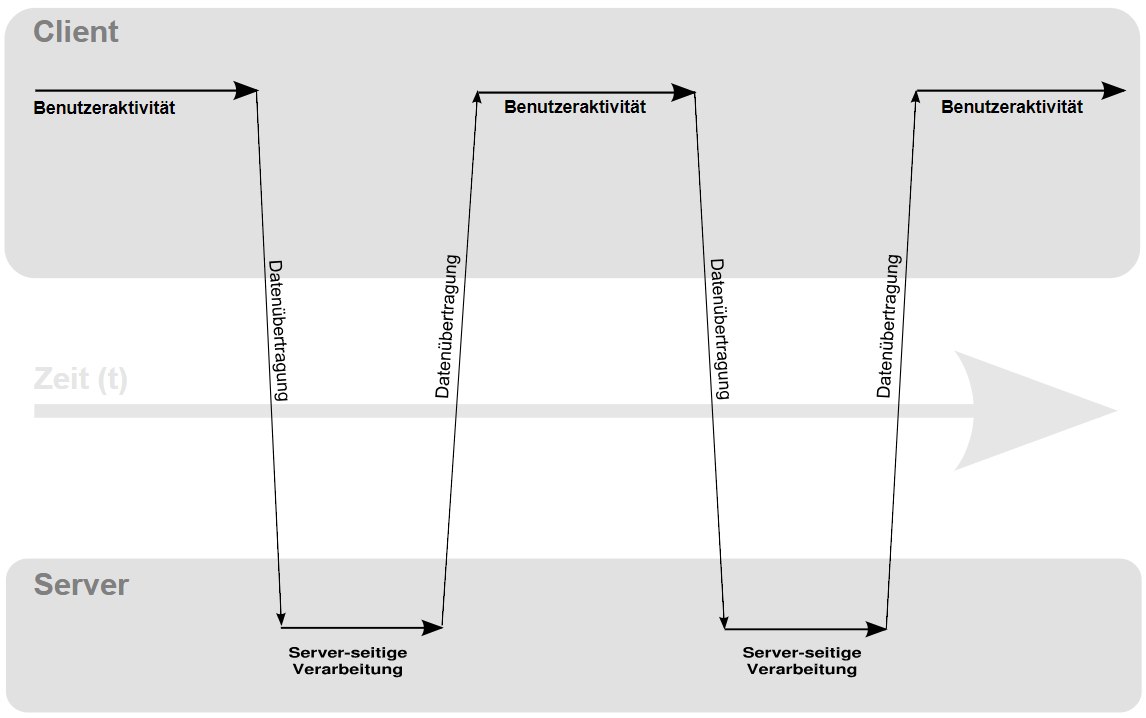 Client
Benutzeraktivität
Benutzeraktivität
Benutzeraktivität
Datenübertragung
Datenübertragung
Datenübertragung
Datenübertragung
Zeit (t)
Server
Server-seitige
Verarbeitung
Server-seitige
Verarbeitung